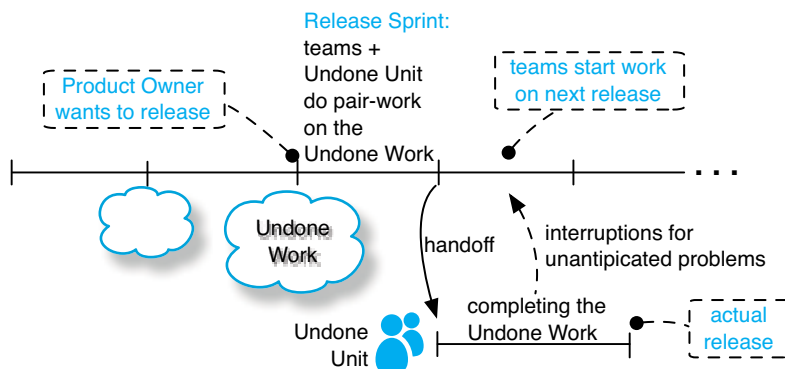 Release Sprint:
teams +
Undone Unit
do pair-work
on the
Undone Work
Product Owner
wants to release
teams start work
on next release
. . .
Undone
Work
handoff
interruptions for
unantipicated problems
completing the
Undone Work
Undone
Unit
actual
release